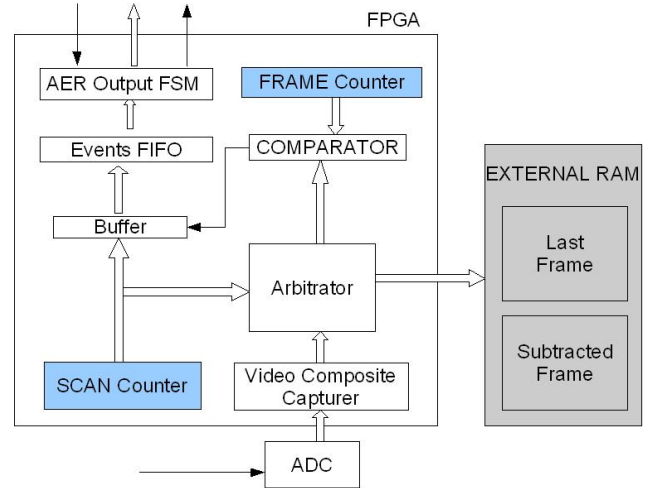 FPGA
AER Output FSM
FRAME Counter
Events FIFO
COMPARATOR
EXTERNAL RAM
Buffer
Last
Frame
Arbitrator
Subtracted
Frame
SCAN Counter
Video Composite
Capturer
ADC